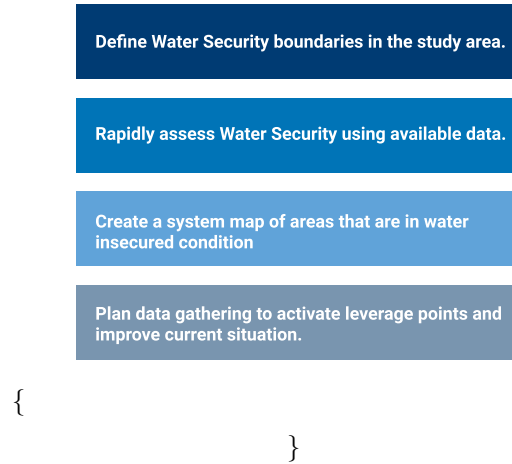 Define Water Security boundaries in the study area.
Rapidly assess Water Security using available data.
Create a system map of areas that are in water
insecured condition
Plan data gathering to activate leverage points and
improve current situation.
{
}